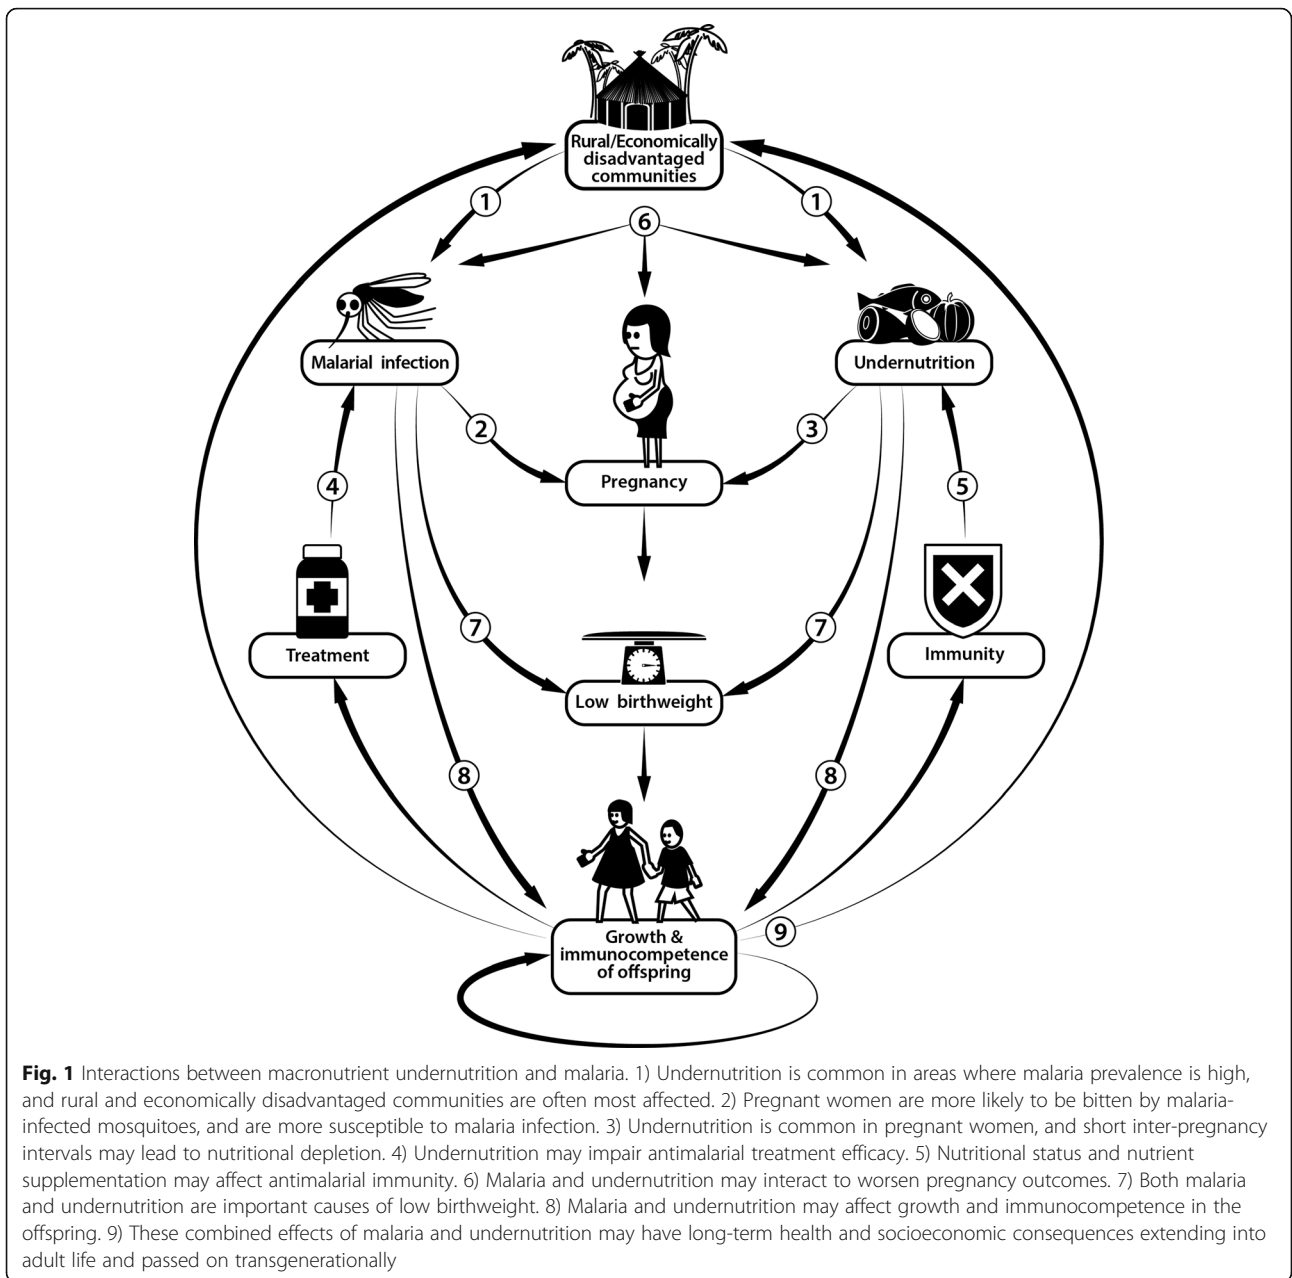 Rural/Economically
disadvantaged
communities
1
1
6
Malarial infection
Undernutrition
2
3
Pregnancy
4
5
Treatment
Immunity
7
7
Low birthweight
8
8
Growth &
immunocompetence
of offspring
9
Fig. 1 Interactions between macronutrient undernutrition and malaria. 1) Undernutrition is common in areas where malaria prevalence is high,
and rural and economically disadvantaged communities are often most affected. 2) Pregnant women are more likely to be bitten by malaria-
infected mosquitoes, and are more susceptible to malaria infection. 3) Undernutrition is common in pregnant women, and short inter-pregnancy
intervals may lead to nutritional depletion. 4) Undernutrition may impair antimalarial treatment efficacy. 5) Nutritional status and nutrient
supplementation may affect antimalarial immunity. 6) Malaria and undernutrition may interact to worsen pregnancy outcomes. 7) Both malaria
and undernutrition are important causes of low birthweight. 8) Malaria and undernutrition may affect growth and immunocompetence in the
offspring. 9) These combined effects of malaria and undernutrition may have long-term health and socioeconomic consequences extending into
adult life and passed on transgenerationally